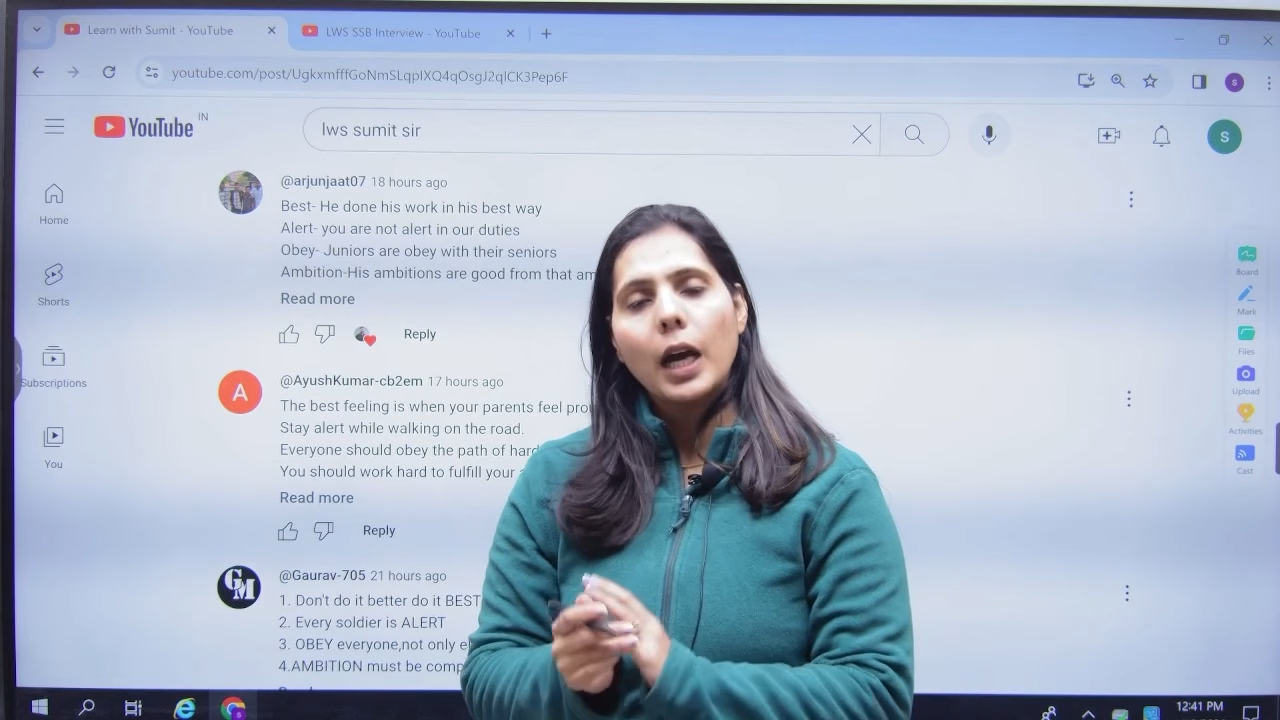 Learn with Sumit - YouTube
LWS SSB Interview - YouTube
youtube.com/post/UgkxmfffGoNmSLqpIXQ4qOsgJ2qlCK3Pep6F
YouTube IN
lws sumit sir
S
S
Home
Shorts
Subscriptions
You
@arjunjaat07 18 hours ago
Best- He done his work in his best way
Alert- you are not alert in our duties
Obey- Juniors are obey with their seniors
Ambition-His ambitions are good from that am
Read more
Reply
A
@AyushKumar-cb2em 17 hours ago
The best feeling is when your parents feel prou
Stay alert while walking on the road.
Everyone should obey the path of hard
You should work hard to fulfill your
Read more
Reply
GM
@Gaurav-705 21 hours ago
1. Don't do it better do it BEST
2. Every soldier is ALERT
3. OBEY everyone,not only e
4.AMBITION must be comp
Board
Mark
Files
Upload
Activities
Cast
12:41 PM